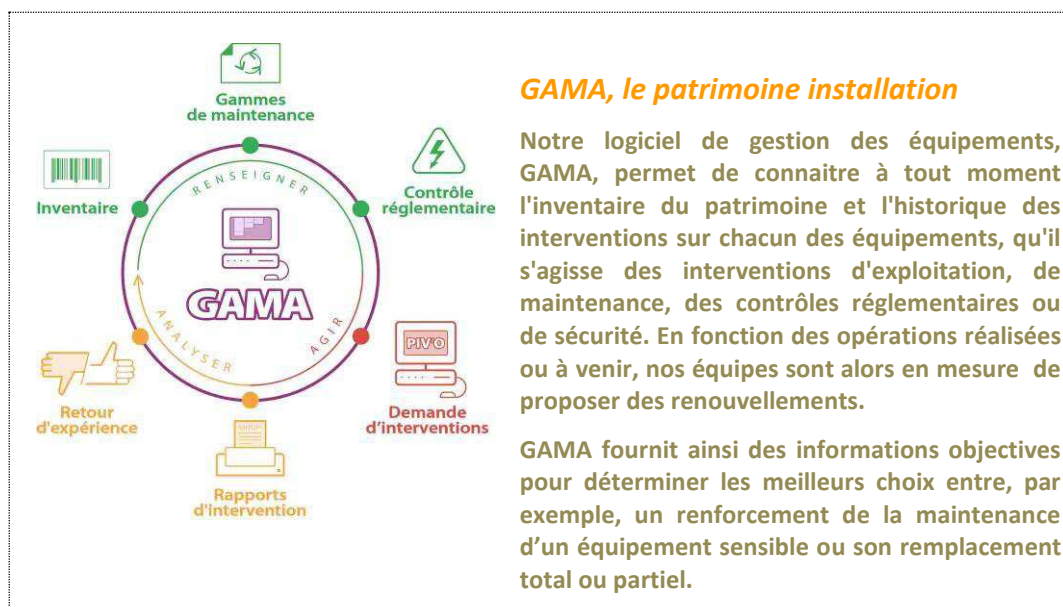 Gammes
de maintenance
Contrôle
réglementaire
Inventaire
RENSEIGNER
GAMA
ANALYSER
AGIR
PIV'O
Demande
d'interventions
Retour
d'expérience
Rapports
d'intervention
GAMA, le patrimoine installation
Notre logiciel de gestion des équipements,
GAMA, permet de connaitre à tout moment
l'inventaire du patrimoine et l'historique des
interventions sur chacun des équipements, qu'il
s'agisse des interventions d'exploitation, de
maintenance, des contrôles réglementaires ou
de sécurité. En fonction des opérations réalisées
ou à venir, nos équipes sont alors en mesure de
proposer des renouvellements.
GAMA fournit ainsi des informations objectives
pour déterminer les meilleurs choix entre, par
exemple, un renforcement de la maintenance
d’un équipement sensible ou son remplacement
total ou partiel.